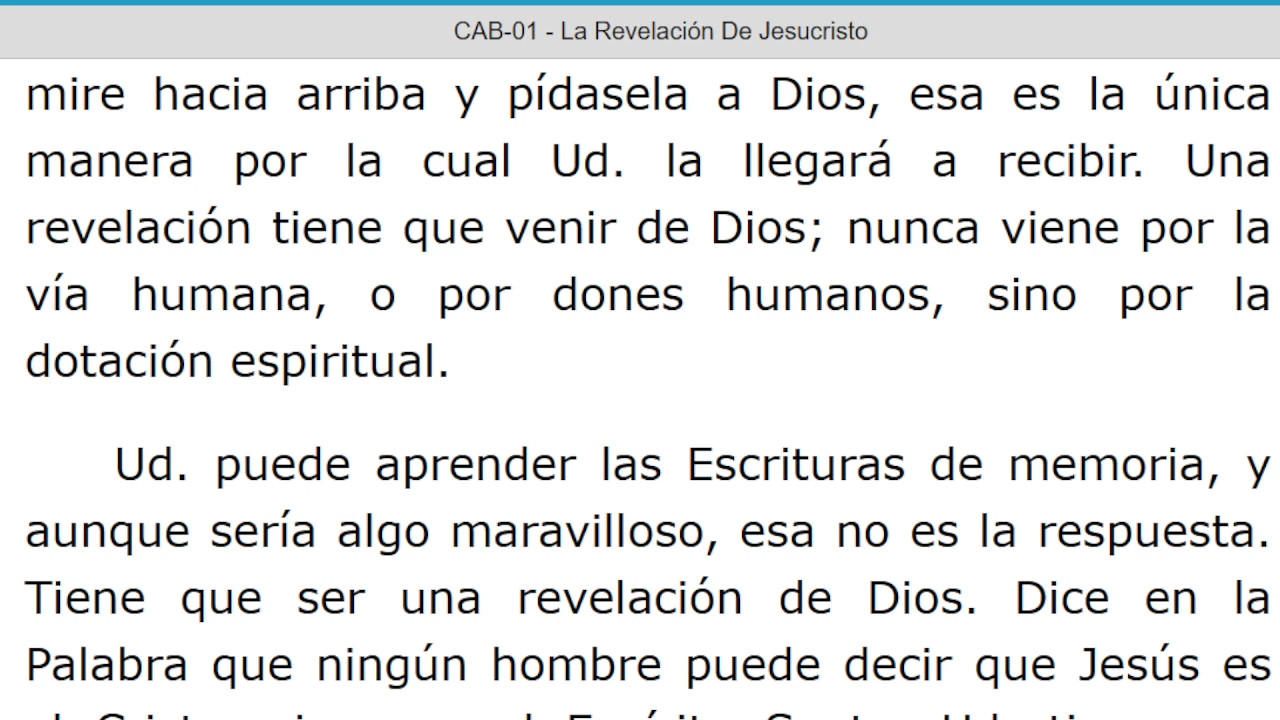 CAB-01 - La Revelación De Jesucristo
mire hacia arriba y pídasela a Dios, esa es la única
manera por la cual Ud. la llegará a recibir. Una
revelación tiene que venir de Dios; nunca viene por la
vía humana, o por dones humanos, sino por la
dotación espiritual.
Ud. puede aprender las Escrituras de memoria, y
aunque sería algo maravilloso, esa no es la respuesta.
Tiene que ser una revelación de Dios. Dice en la
Palabra que ningún hombre puede decir que Jesús es